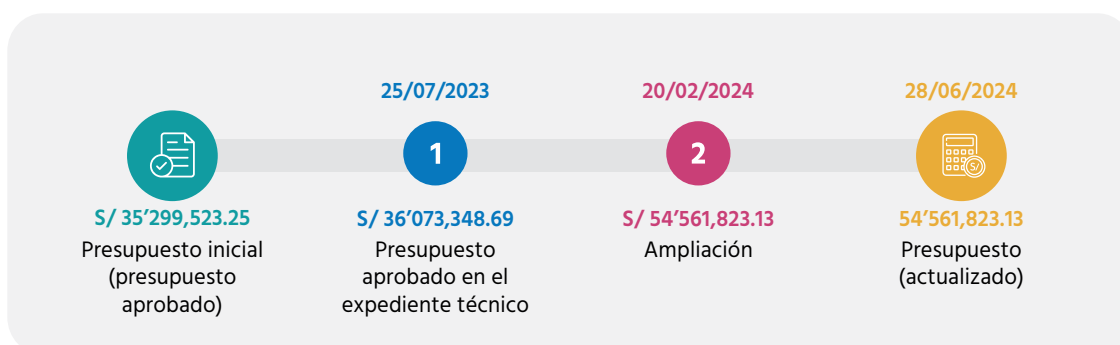 25/07/2023
20/02/2024
28/06/2024
1
2
S/
S/ 35’299,523.25
Presupuesto inicial
(presupuesto
aprobado)
S/ 36’073,348.69
Presupuesto
aprobado en el
expediente técnico
S/ 54’561,823.13
Ampliación
54’561,823.13
Presupuesto
(actualizado)